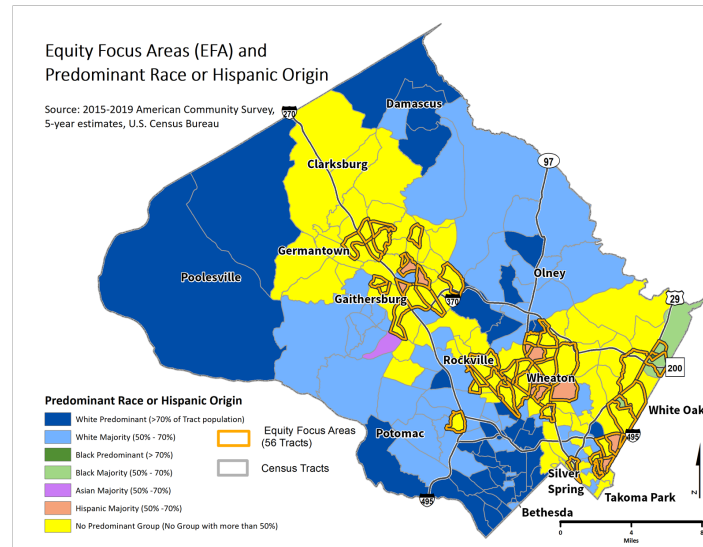 Equity Focus Areas (EFA) and
Predominant Race or Hispanic Origin
Source: 2015-2019 American Community Survey,
5-year estimates, U.S. Census Bureau
270
Damascus
97
Clarksburg
Germantown
Poolesville
Olney
Gaithersburg
370
29
Rockville
Wheaton
200
White Oak
Potomac
495
Silver
Spring
Takoma Park
495
Bethesda
Predominant Race or Hispanic Origin
White Predominant (>70% of Tract population)
White Majority (50% - 70%)
Black Predominant (> 70%)
Black Majority (50% - 70%)
Asian Majority (50% -70%)
Hispanic Majority (50% -70%)
No Predominant Group (No Group with more than 50%)
Equity Focus Areas
(56 Tracts)
Census Tracts
N
0 4 8
Miles